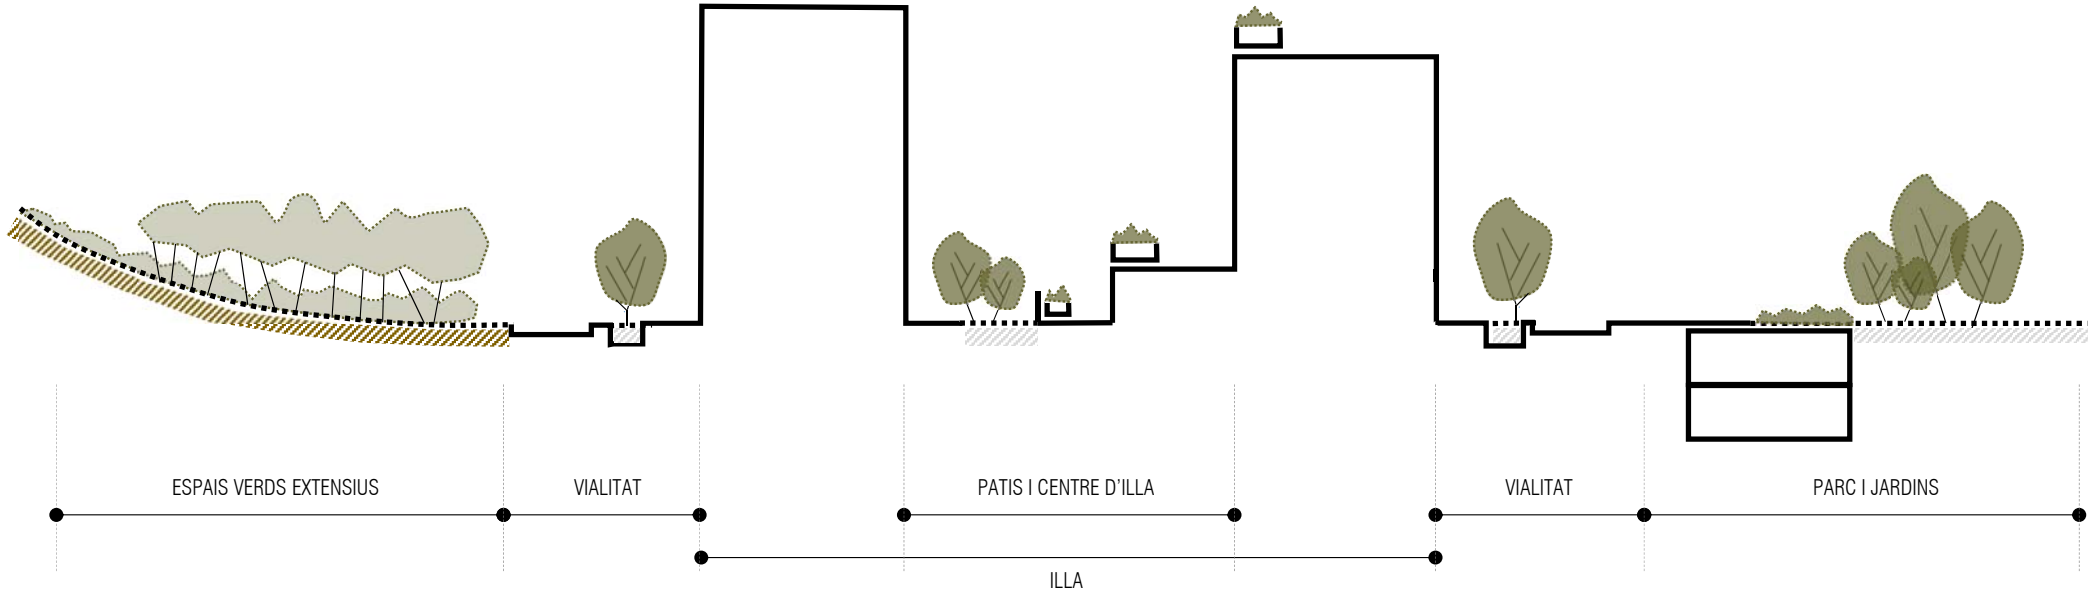 ESPAIS VERDS EXTENSIUS
VIALITAT
PATIS I CENTRE D'ILLA
VIALITAT
PARC I JARDINS
ILLA